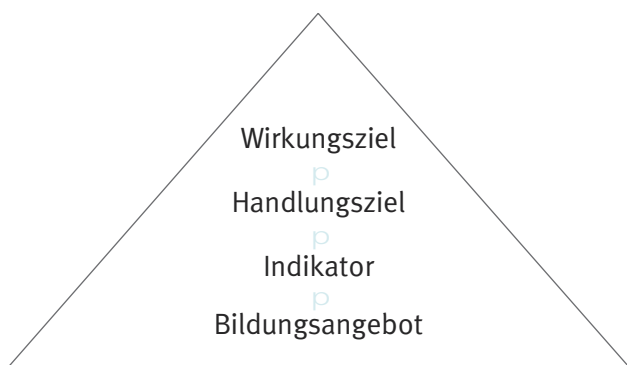 Wirkungsziel
p
Handlungsziel
p
Indikator
p
Bildungsangebot